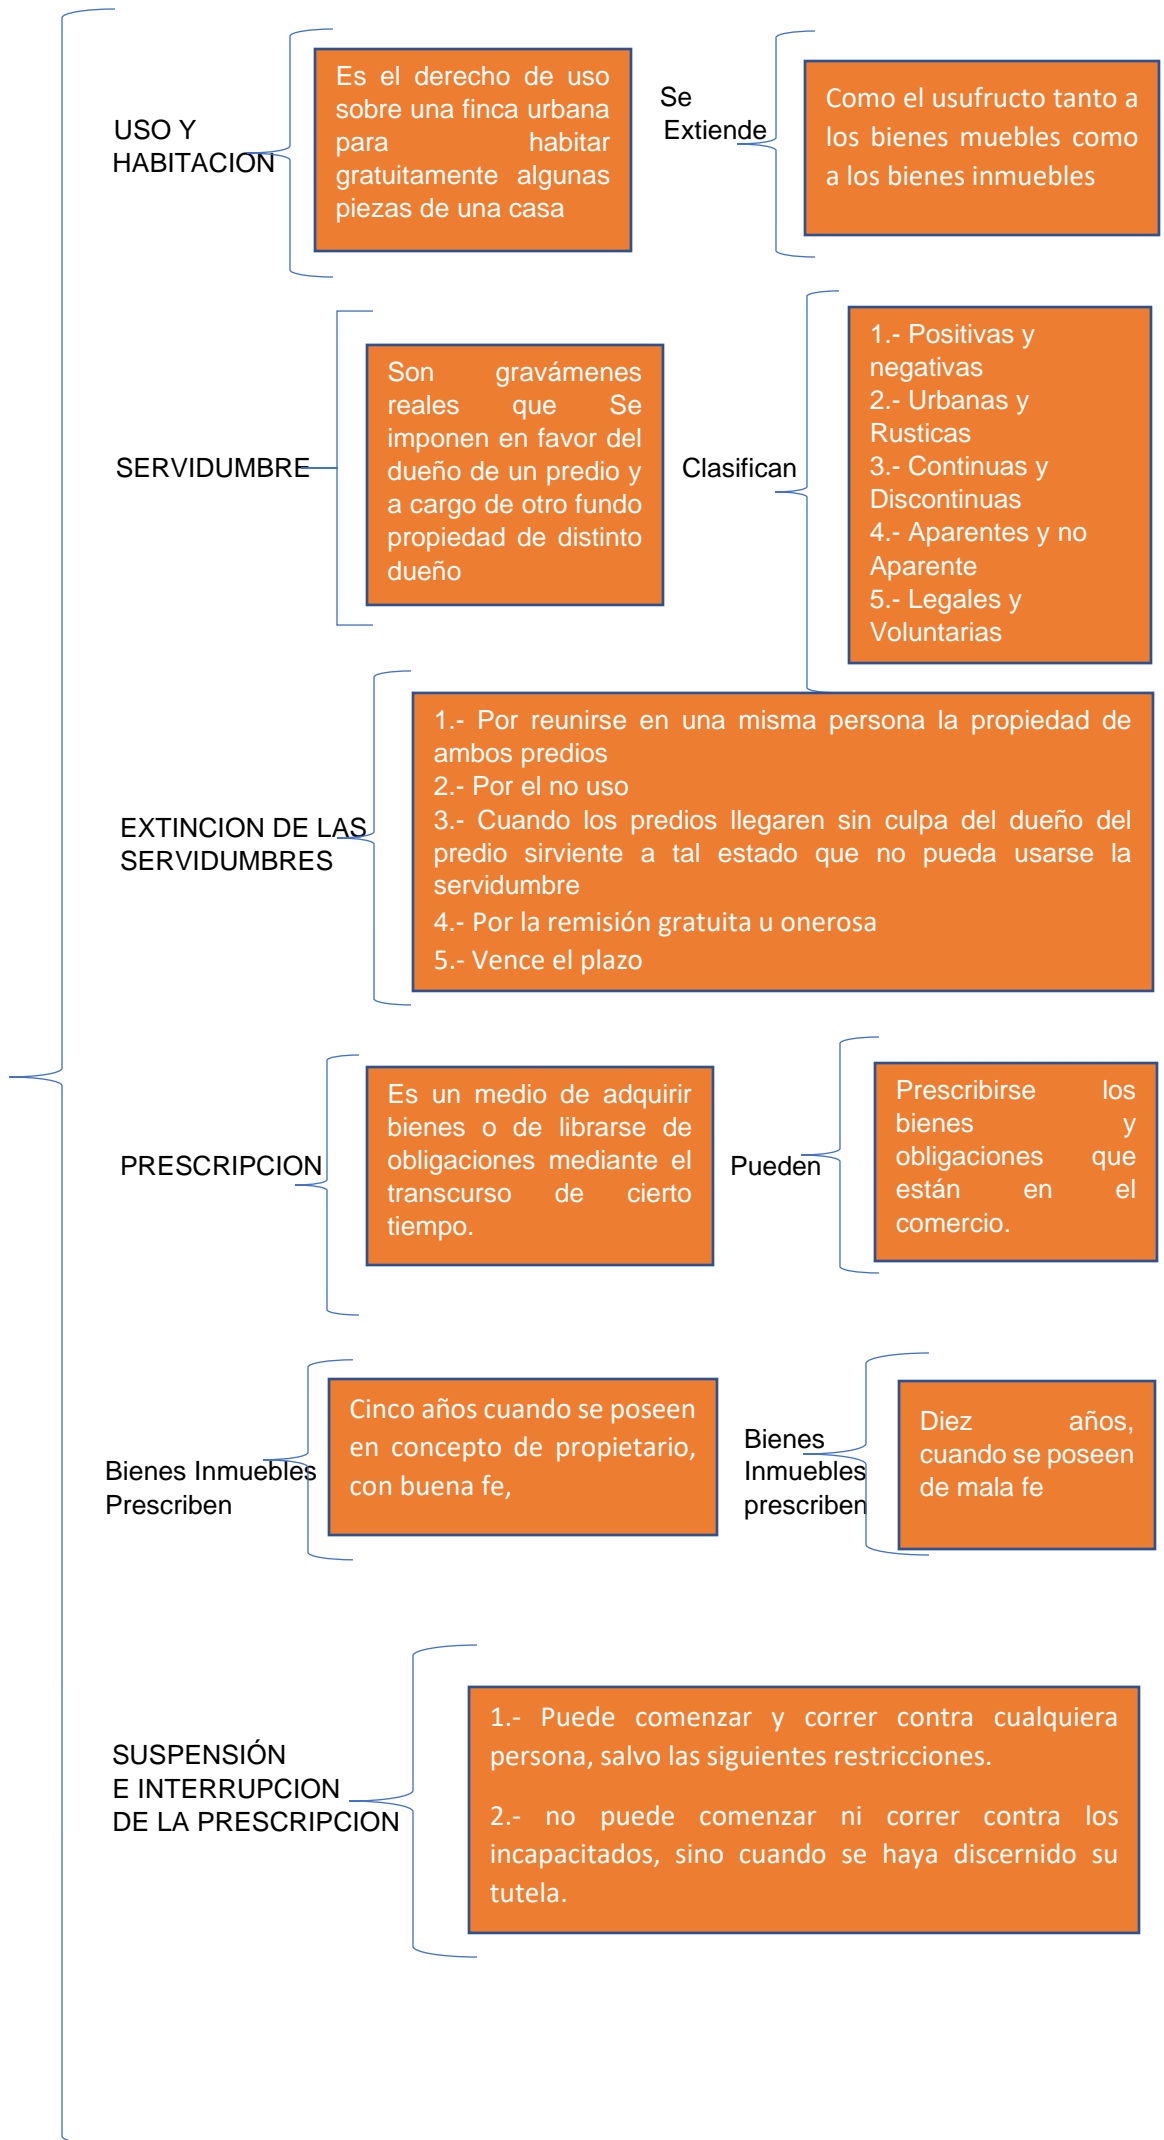 USO Y
HABITACION
Es el derecho de uso
sobre una finca urbana
para habitar
gratuitamente algunas
piezas de una casa
Se
Extiende
Como el usufructo tanto a
los bienes muebles como
a los bienes inmuebles
SERVIDUMBRE
Son gravámenes
reales que Se
imponen en favor del
dueño de un predio y
a cargo de otro fundo
propiedad de distinto
dueño
Clasifican
1.- Positivas y
negativas
2.- Urbanas y
Rusticas
3.- Continuas y
Discontinuas
4.- Aparentes y no
Aparente
5.- Legales y
Voluntarias
EXTINCION DE LAS
SERVIDUMBRES
1.- Por reunirse en una misma persona la propiedad de
ambos predios
2.- Por el no uso
3.- Cuando los predios llegaren sin culpa del dueño del
predio sirviente a tal estado que no pueda usarse la
servidumbre
4.- Por la remisión gratuita u onerosa
5.- Vence el plazo
PRESCRIPCION
Es un medio de adquirir
bienes o de librarse de
obligaciones mediante el
transcurso de cierto
tiempo.
Pueden
Prescribirse los
bienes y
obligaciones que
están en el
comercio.
Bienes Inmuebles
Prescriben
Cinco años cuando se poseen
en concepto de propietario,
con buena fe,
Bienes
Inmuebles
prescriben
Diez años,
cuando se poseen
de mala fe
SUSPENSIÓN
E INTERRUPCION
DE LA PRESCRIPCION
1.- Puede comenzar y correr contra cualquiera
persona, salvo las siguientes restricciones.
2.- no puede comenzar ni correr contra los
incapacitados, sino cuando se haya discernido su
tutela.